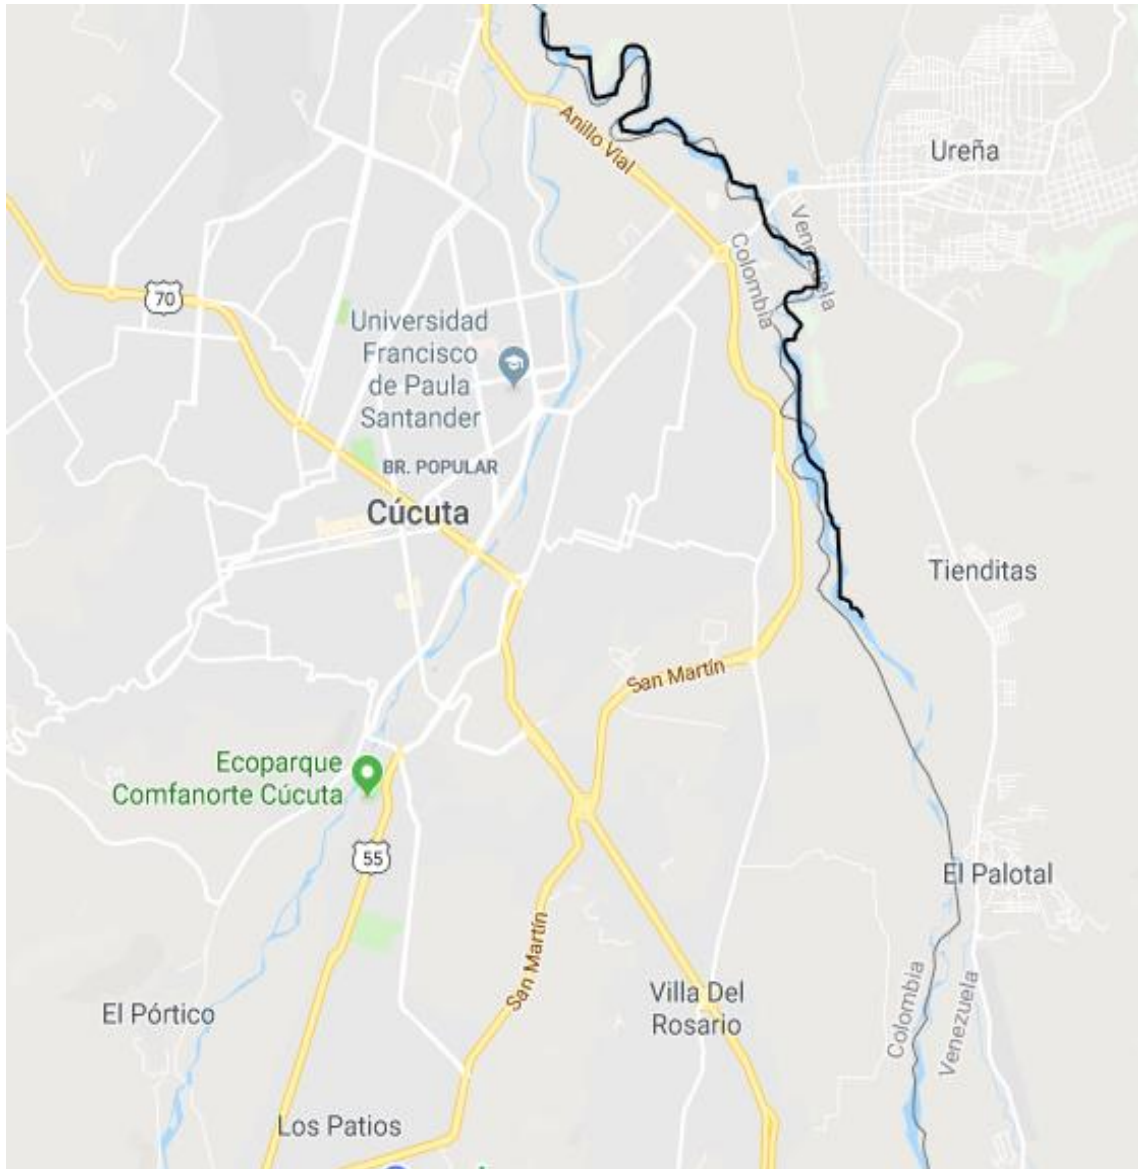 Anillo Vial
Ureña
Venezuela
Colombia
70
Universidad
Francisco
de Paula
Santander
BR. POPULAR
Cúcuta
Tienditas
San Martín
Ecoparque
Comfanorte Cúcuta
55
El Palotal
San Martín
Villa Del
Rosario
Colombia
Venezuela
El Pórtico
Los Patios